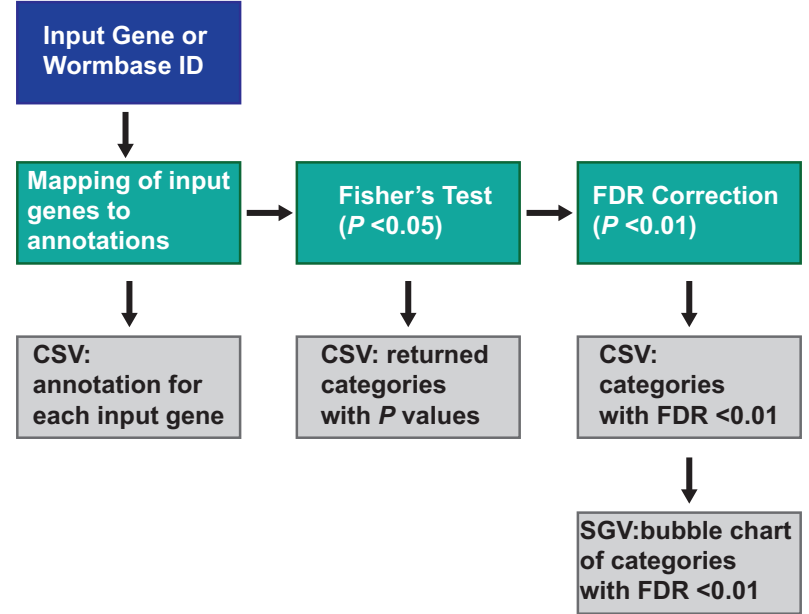 Input Gene or
Wormbase ID
Mapping of input
genes to
annotations
Fisher's Test
(P <0.05)
FDR Correction
(P <0.01)
CSV:
annotation for
each input gene
CSV: returned
categories
with P values
CSV:
categories
with FDR <0.01
SGV:bubble chart
of categories
with FDR <0.01